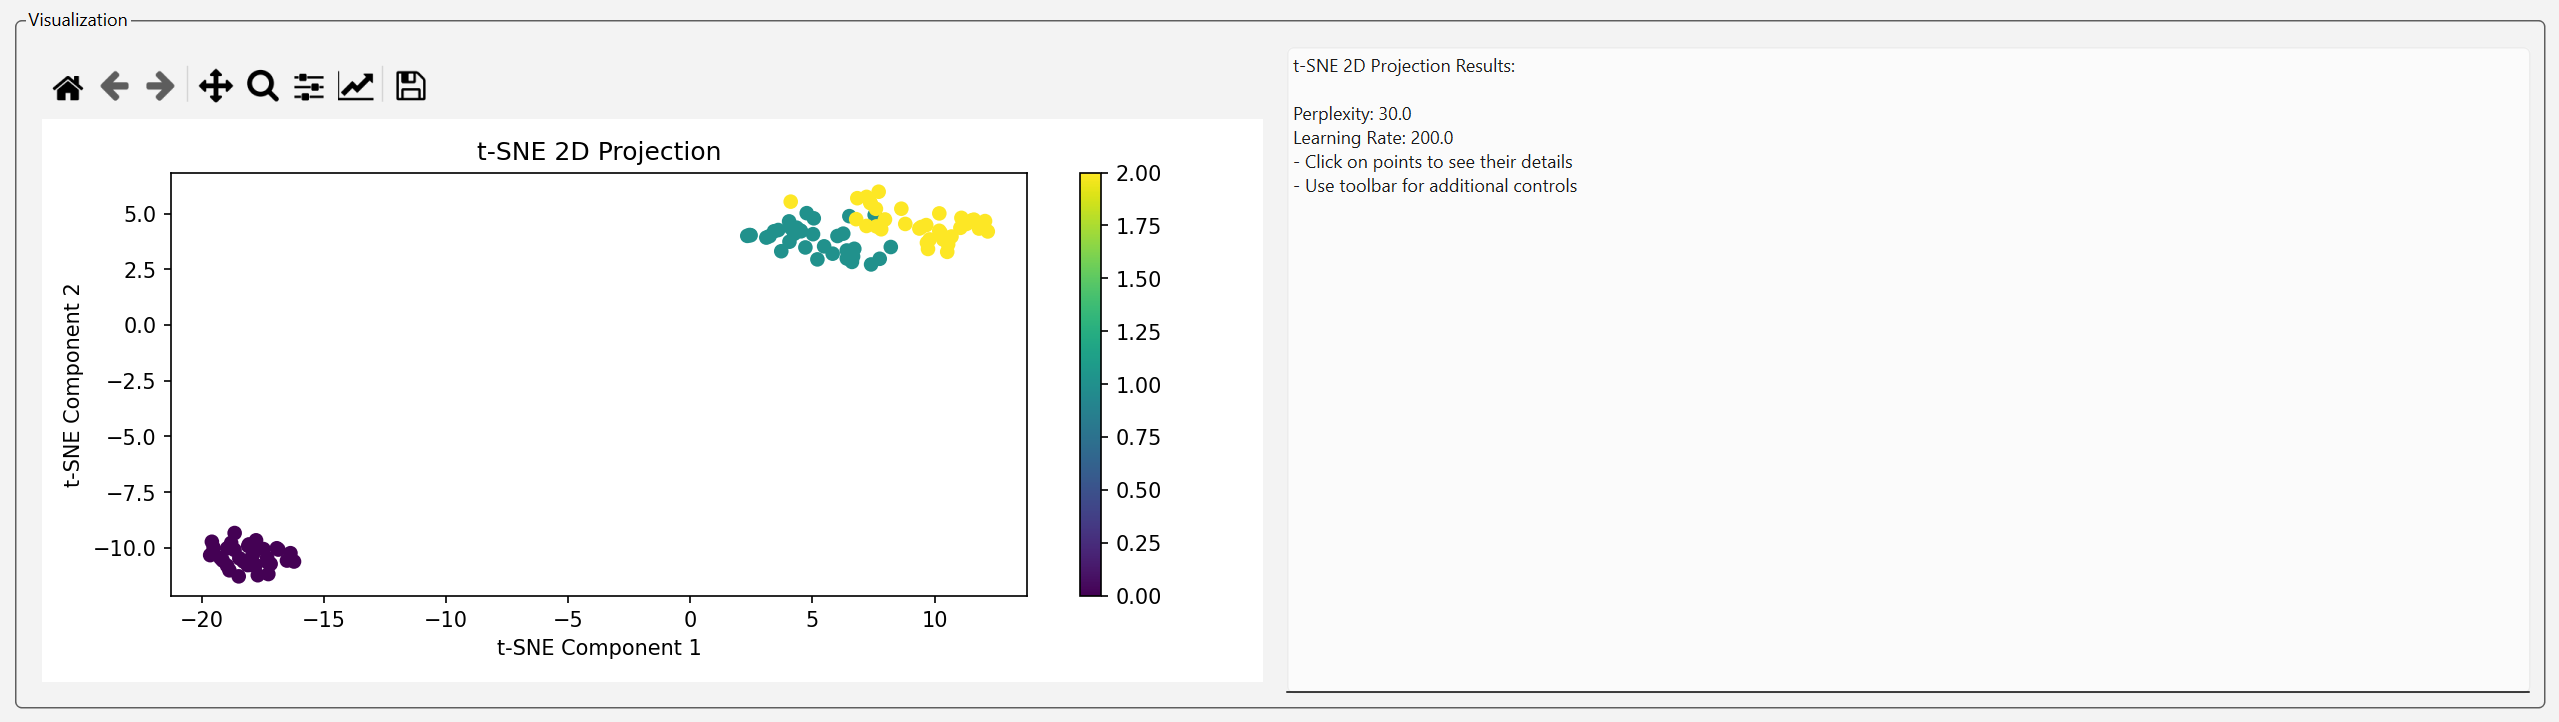 Visualization
t-SNE 2D Projection
t-SNE Component 2
5.0
2.5
0.0
−2.5
−5.0
−7.5
−10.0
−20
−15
−10
−5
0
5
10
t-SNE Component 1
2.00
1.75
1.50
1.25
1.00
0.75
0.50
0.25
0.00
t-SNE 2D Projection Results:
Perplexity: 30.0
Learning Rate: 200.0
- Click on points to see their details
- Use toolbar for additional controls